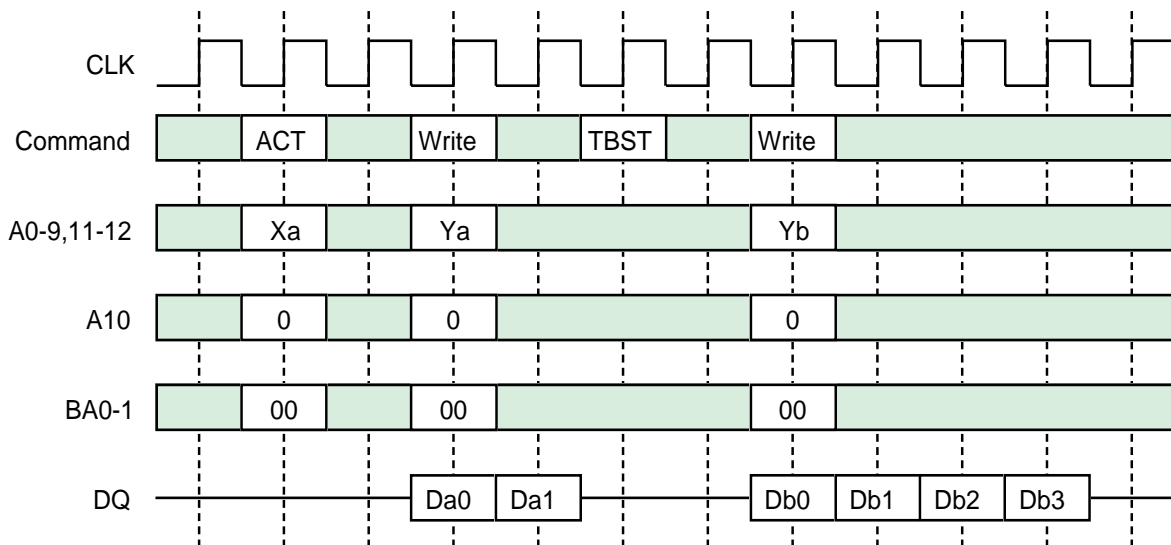 CLK
Command ACT Write TBST Write
A0-9,11-12 Xa Ya Yb
A10 0 0 0
BA0-1 00 00 00
DQ Da0 Da1 Db0 Db1 Db2 Db3